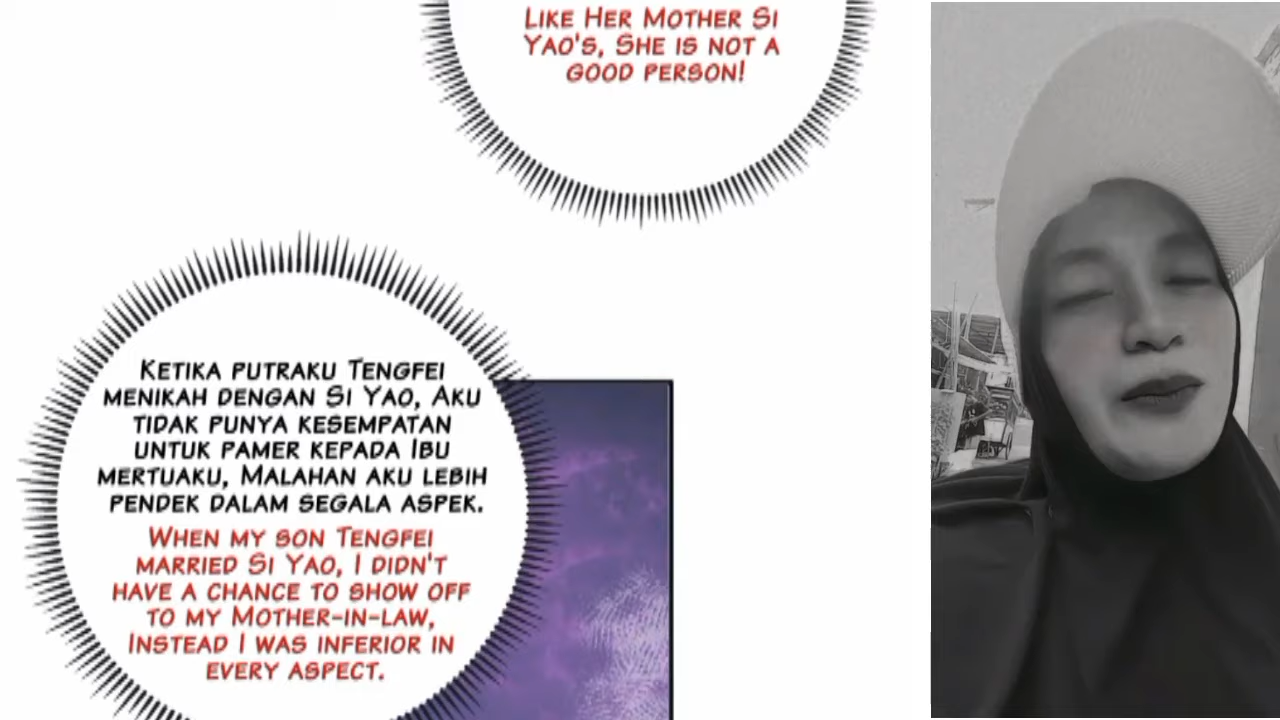 LIKE HER MOTHER SI
YAO'S, SHE IS NOT A
GOOD PERSON!
KETIKA PUTRAKU TENGFEI
MENIKAH DENGAN SI YAO, AKU
TIDAK PUNYA KESEMPATAN
UNTUK PAMER KEPADA IBU
MERTUAKU, MALAHAN AKU LEBIH
PENDEK DALAM SEGALA ASPEK.
WHEN MY SON TENGFEI
MARRIED SI YAO, I DIDN'T
HAVE A CHANCE TO SHOW OFF
TO MY MOTHER-IN-LAW,
INSTEAD I WAS INFERIOR IN
EVERY ASPECT.